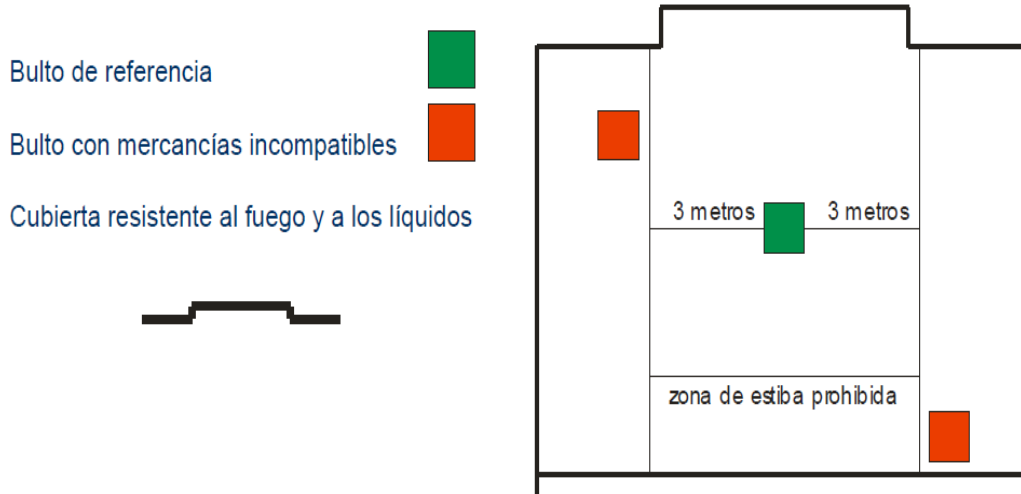 Bulto de referencia
Bulto con mercancías incompatibles
Cubierta resistente al fuego y a los líquidos
3 metros
3 metros
zona de estiba prohibida